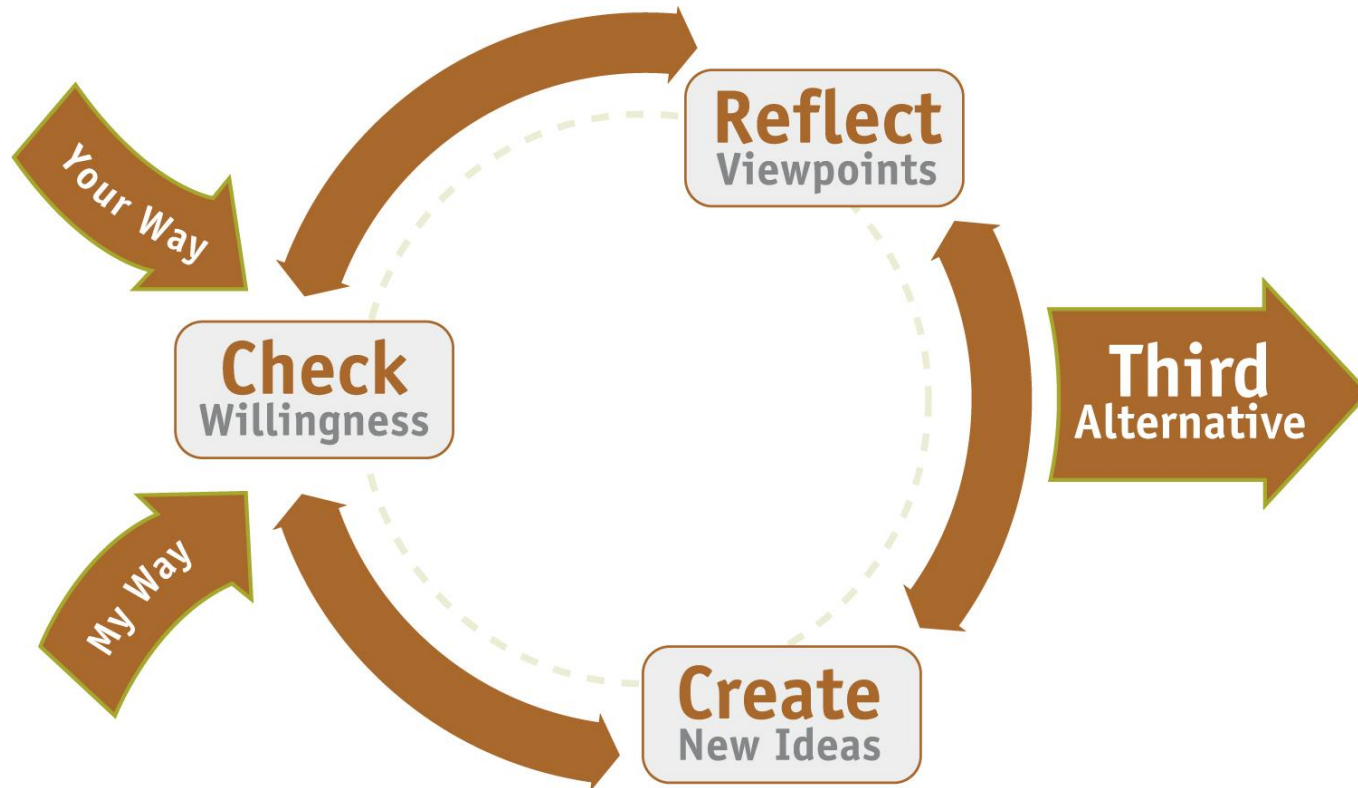 Your Way
Reflect
Viewpoints
Check
Willingness
Third
Alternative
My Way
Create
New Ideas